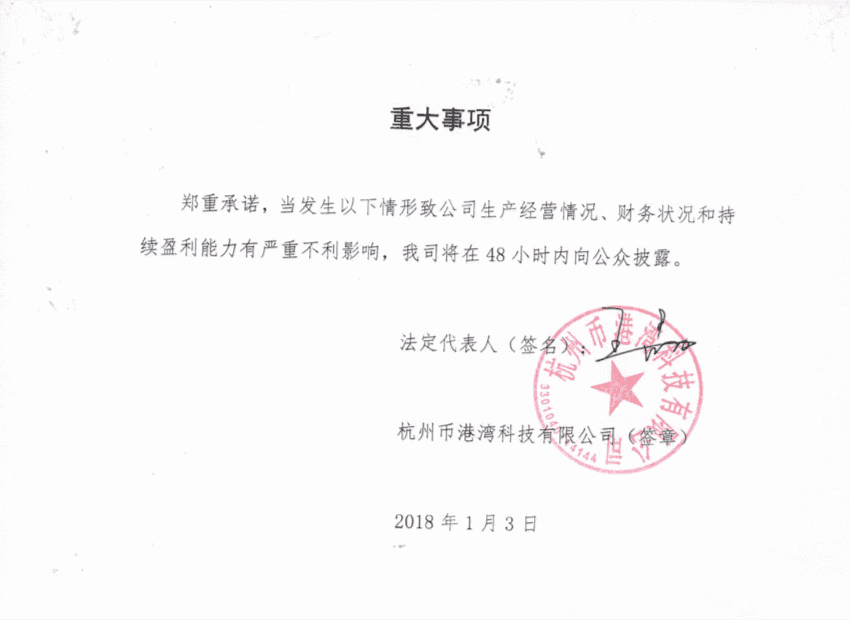 重大事项
郑重承诺，当发生以下情形致公司生产经营情况、财务状况和持
续盈利能力有严重不利影响，我司将在 48 小时内向公众披露。
法定代表人（签名）：
杭州币港湾科技有限公司（签章）
杭州币港湾科技有限公司
2018 年 1 月 3 日